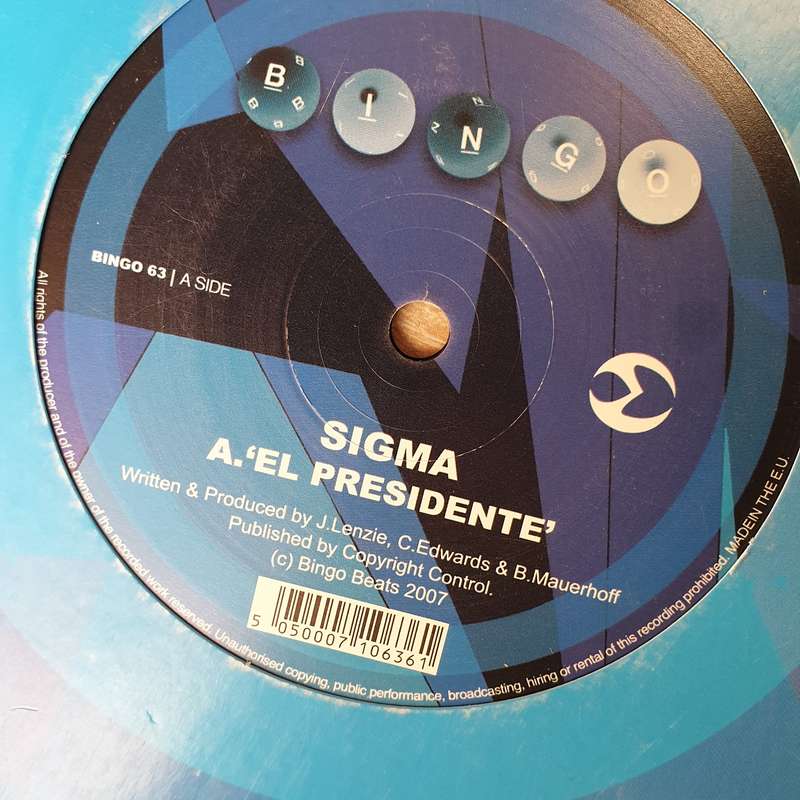 B I N G O
BINGO 63 | A SIDE
SIGMA
A.‘EL PRESIDENTE’
Written & Produced by J.Lenzie, C.Edwards & B.Mauerhoff
Published by Copyright Control.
(c) Bingo Beats 2007
5 050007 106361
All rights of the producer and of the owner of the recorded work reserved. Unauthorised copying, public performance, broadcasting, hiring or rental of this recording prohibited. MADEIN THE E.U.